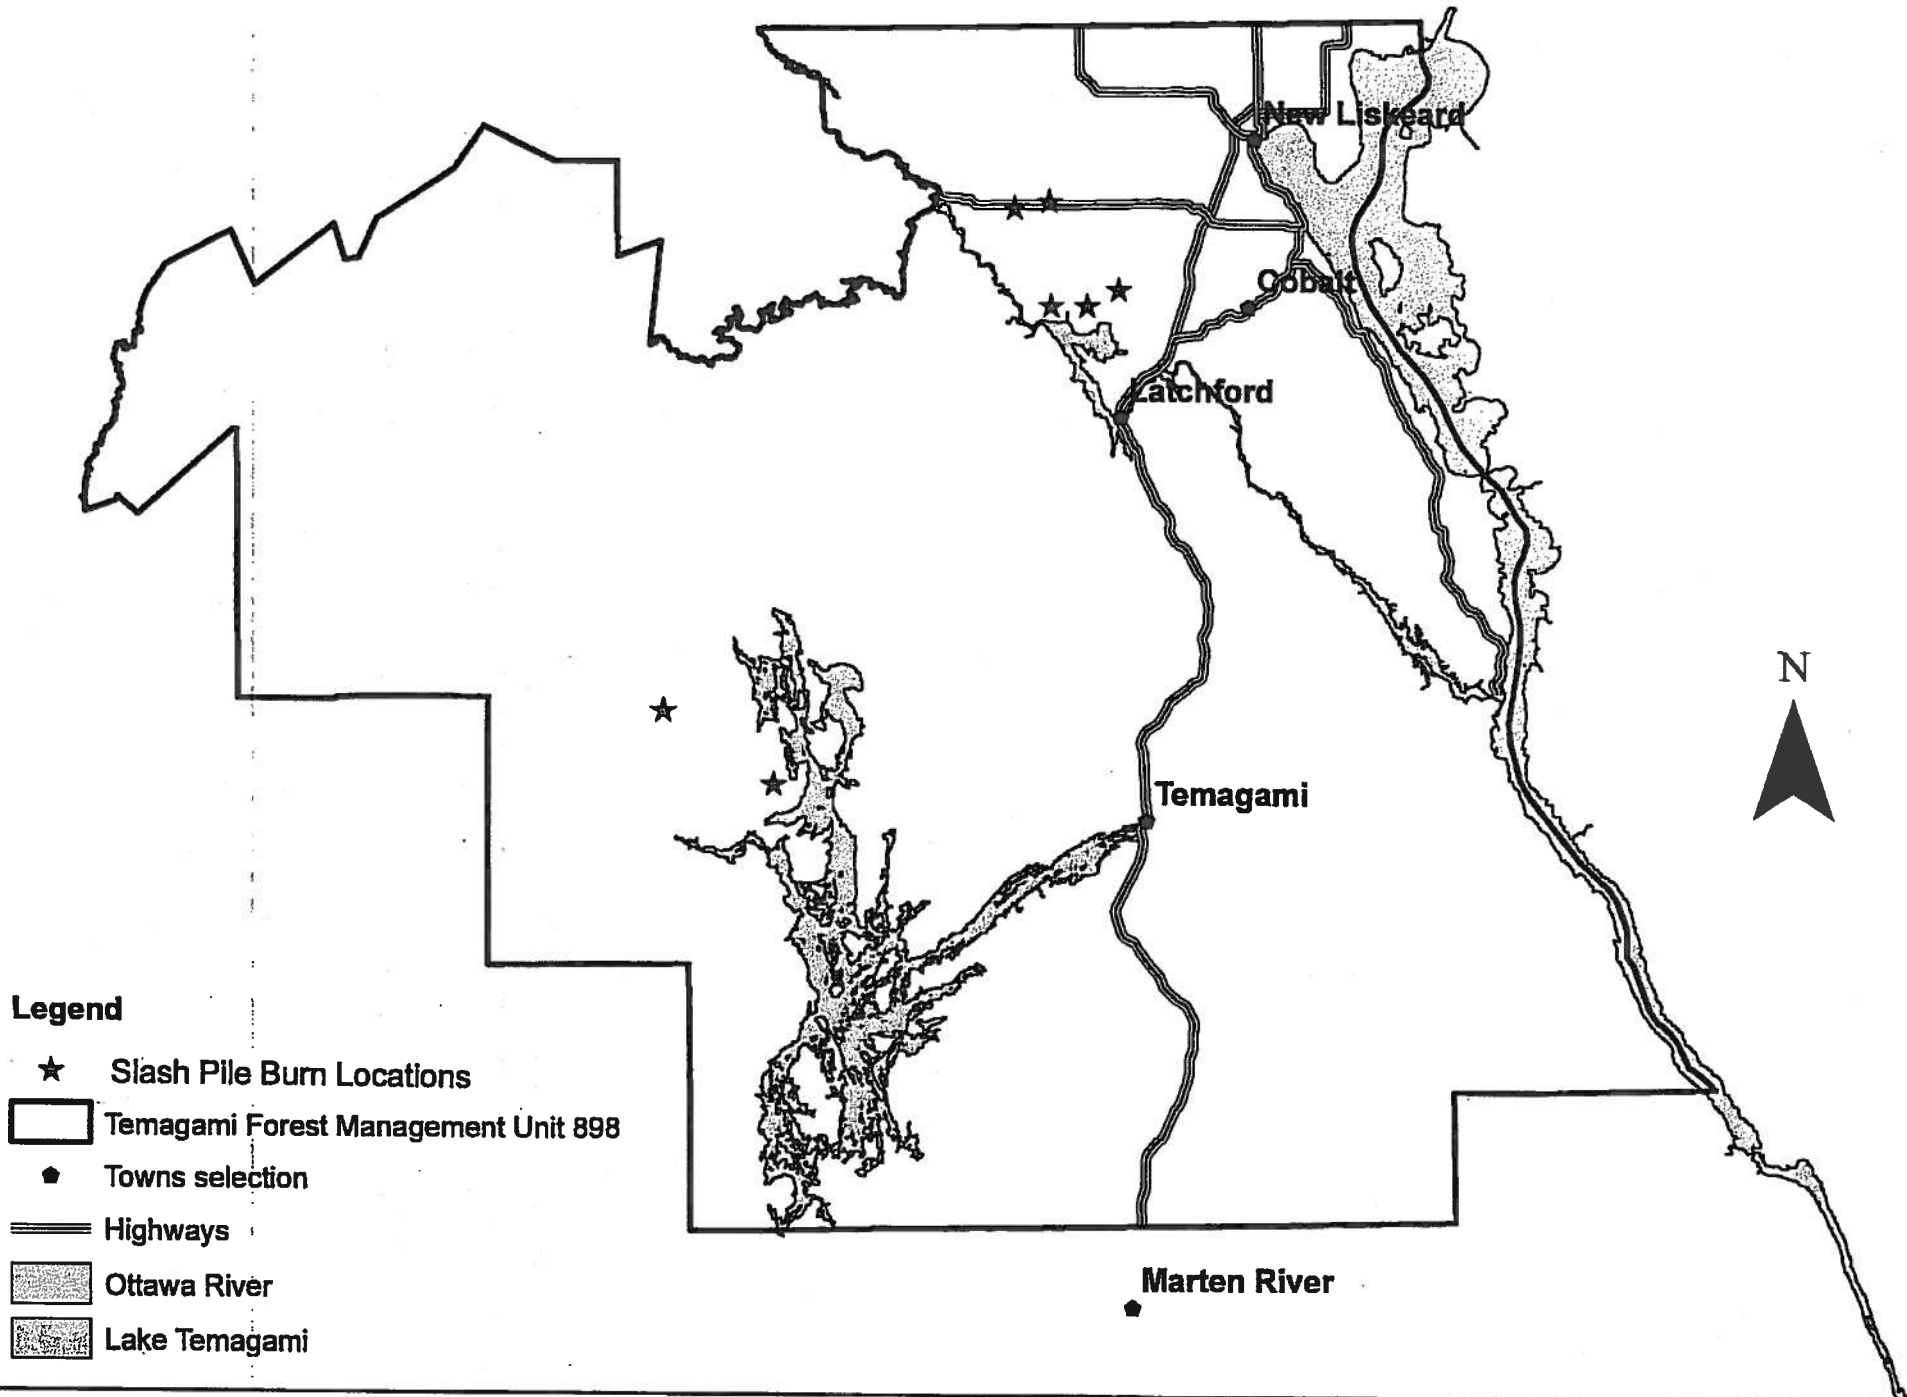 New Liskeard
Cobalt
Latchford
N
Temagami
Legend
Slash Pile Burn Locations
Temagami Forest Management Unit 898
Towns selection
Highways
Ottawa River
Lake Temagami
Marten River